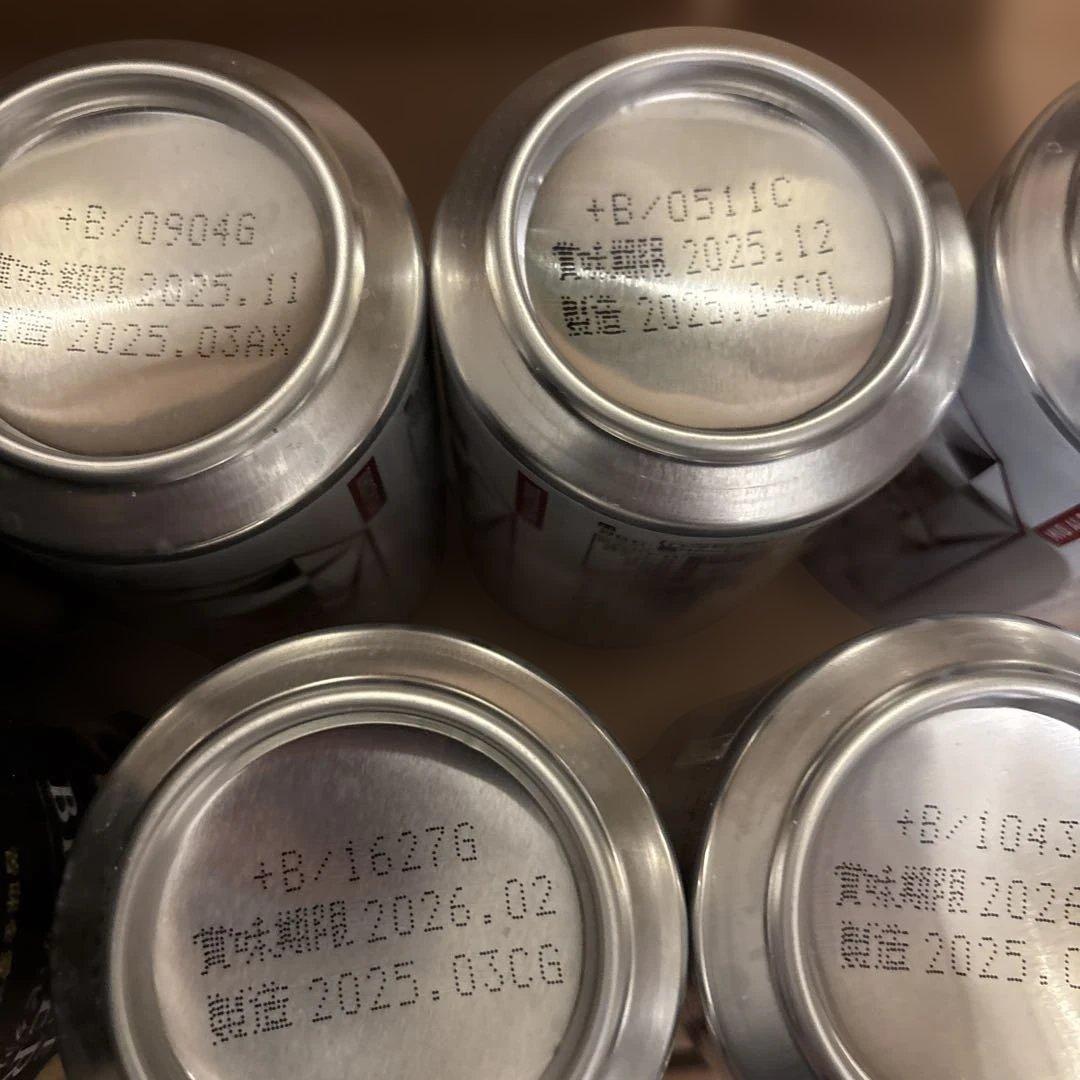 +B/0904G
賞味期限 2025.11
製造 2025.03AX
+B/0511C
賞味期限 2025.12
製造 2025.04
+B/1627G
賞味期限 2026.02
製造 2025.03CG
+B/1043
賞味期限 2026
製造 2025.0